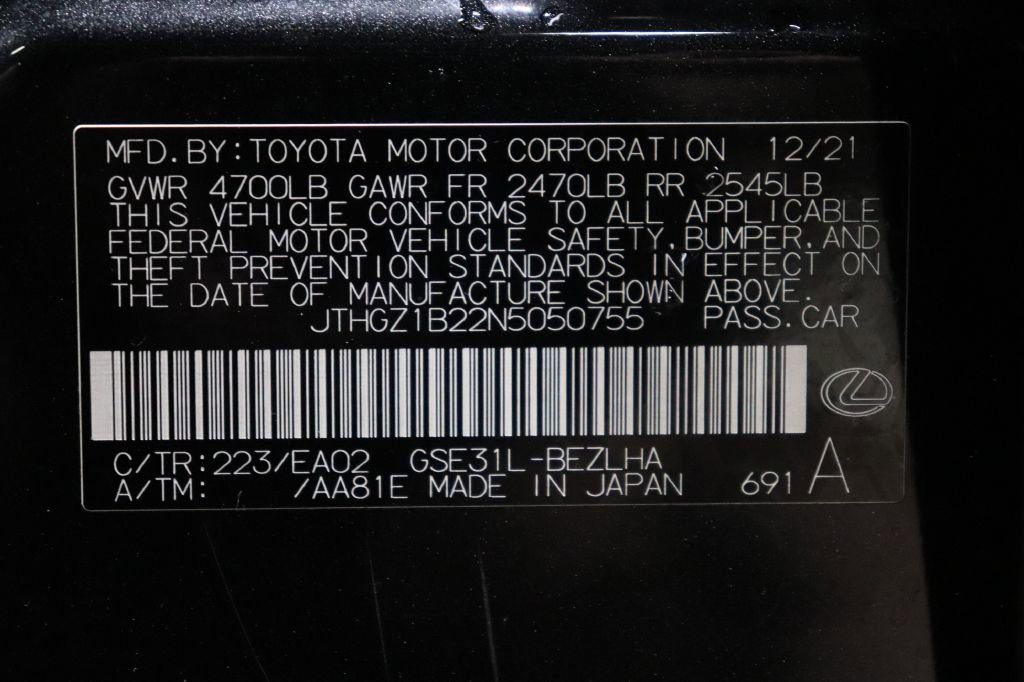 MFD.BY:TOYOTA MOTOR CORPORATION 12/21
GVWR 4700LB GAWR FR 2470LB RR 2545LB
THIS VEHICLE CONFORMS TO ALL APPLICABLE
FEDERAL MOTOR VEHICLE SAFETY,BUMPER,AND
THEFT PREVENTION STANDARDS IN EFFECT ON
THE DATE OF MANUFACTURE SHOWN ABOVE.
JTHGZ1B22N5050755 PASS.CAR
C/TR:223/EA02 GSE31L-BEZLHA
A/TM: /AA81E MADE IN JAPAN 691 A